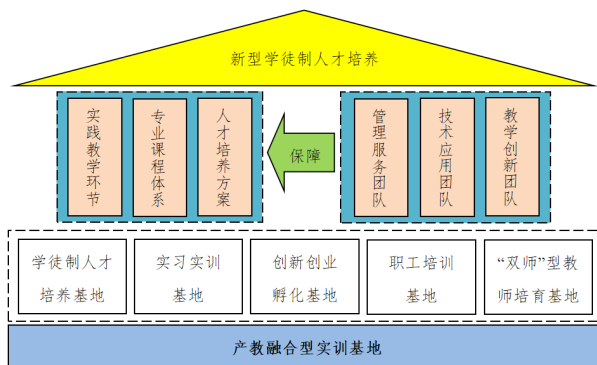 新型学徒制人才培养
实践教学环节
专业课程体系
人才培养方案
保障
管理服务团队
技术应用团队
教学创新团队
学徒制人才
培养基地
实习实训
基地
创新创业
孵化基地
职工培训
基地
“双师”型教
师培育基地
产教融合型实训基地